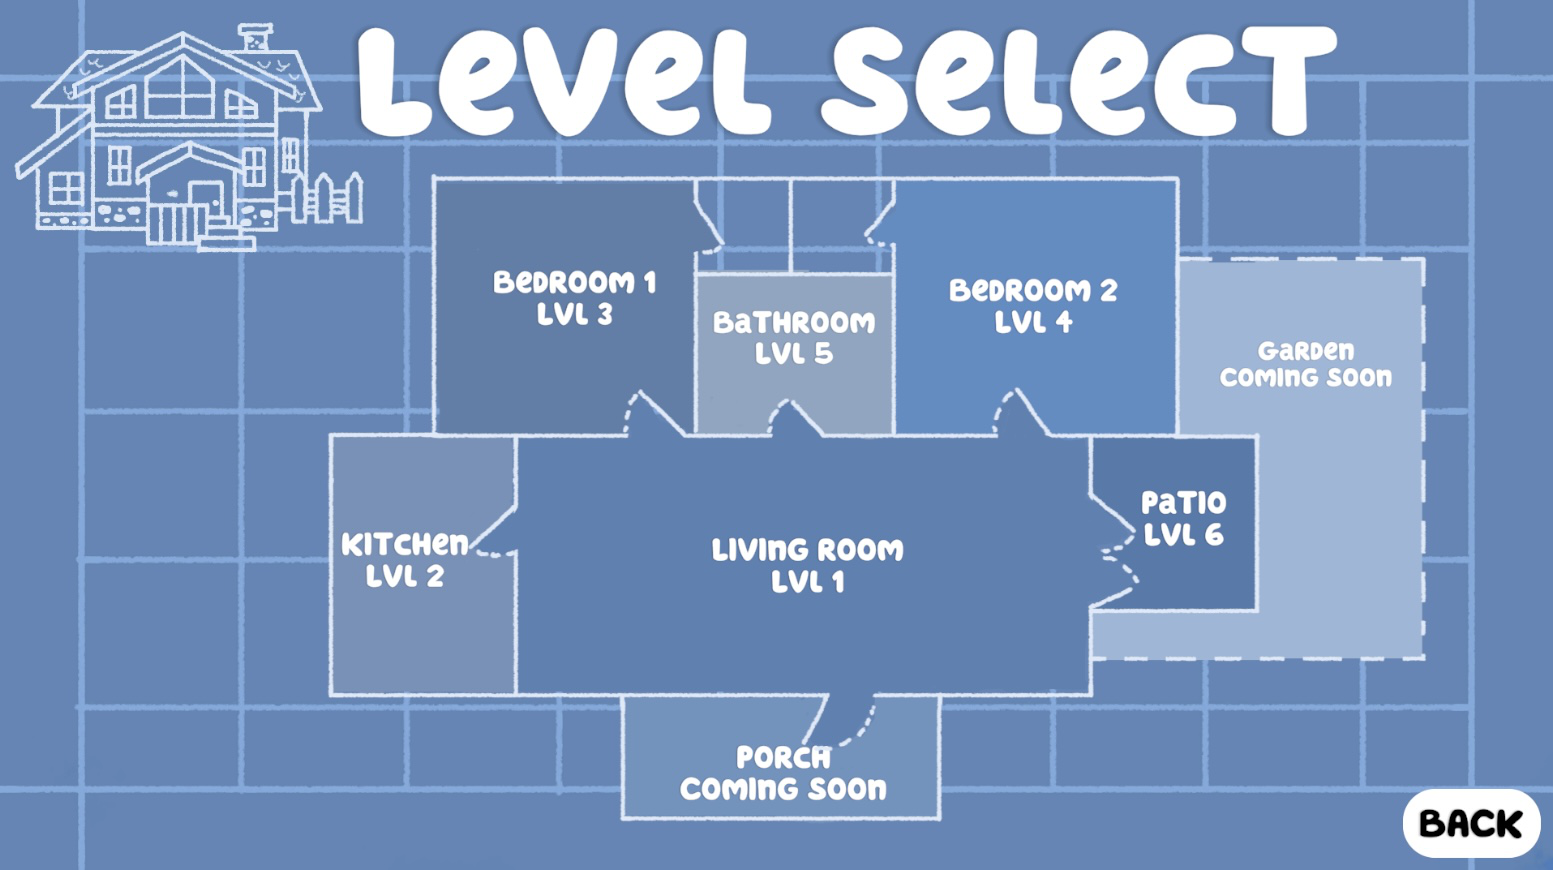 LeVeL SeLecT
BeDROOM 1
LVL 3
BaTHROOM
LVL 5
BeDROOM 2
LVL 4
GaRDen
COMING SOON
KITCHen
LVL 2
LIVInG ROOM
LVL 1
PaTIO
LVL 6
PORCH
COMING SOON
BACK